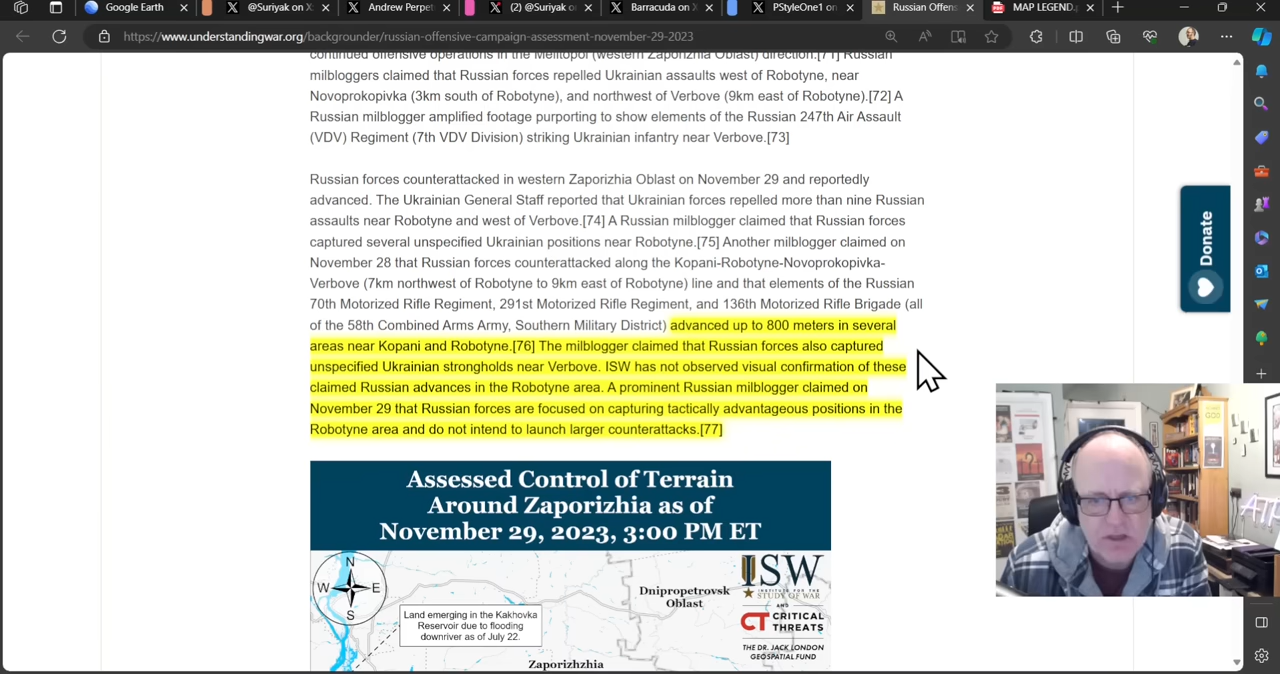 Google Earth
@Suriyak on X
Andrew Perpet
(2) @Suriyak on
Barracuda on X
PStyleOne1 on
Russian Offens
MAP LEGEND.
https://www.understandingwar.org/backgrounder/russian-offensive-campaign-assessment-november-29-2023
continued offensive operations in the Melitopol (western Zaporizhia Oblast) direction.[71] Russian
milbloggers claimed that Russian forces repelled Ukrainian assaults west of Robotyne, near
Novoprokopivka (3km south of Robotyne), and northwest of Verbove (9km east of Robotyne).[72] A
Russian milblogger amplified footage purporting to show elements of the Russian 247th Air Assault
(VDV) Regiment (7th VDV Division) striking Ukrainian infantry near Verbove.[73]
Russian forces counterattacked in western Zaporizhia Oblast on November 29 and reportedly
advanced. The Ukrainian General Staff reported that Ukrainian forces repelled more than nine Russian
assaults near Robotyne and west of Verbove.[74] A Russian milblogger claimed that Russian forces
captured several unspecified Ukrainian positions near Robotyne.[75] Another milblogger claimed on
November 28 that Russian forces counterattacked along the Kopani-Robotyne-Novoprokopivka-
Verbove (7km northwest of Robotyne to 9km east of Robotyne) line and that elements of the Russian
70th Motorized Rifle Regiment, 291st Motorized Rifle Regiment, and 136th Motorized Rifle Brigade (all
of the 58th Combined Arms Army, Southern Military District) advanced up to 800 meters in several
areas near Kopani and Robotyne.[76] The milblogger claimed that Russian forces also captured
unspecified Ukrainian strongholds near Verbove. ISW has not observed visual confirmation of these
claimed Russian advances in the Robotyne area. A prominent Russian milblogger claimed on
November 29 that Russian forces are focused on capturing tactically advantageous positions in the
Robotyne area and do not intend to launch larger counterattacks.[77]
Donate
Assessed Control of Terrain
Around Zaporizhia as of
November 29, 2023, 3:00 PM ET
N
W E
S
Land emerging in the Kakhovka
Reservoir due to flooding
downriver as of July 22.
Dnipropetrovsk
Oblast
ISW
INSTITUTE FOR THE
STUDY OF WAR
AND
CT CRITICAL
THREATS
THE DR. JACK LONDON
GEOSPATIAL FUND
Zaporizhzhia